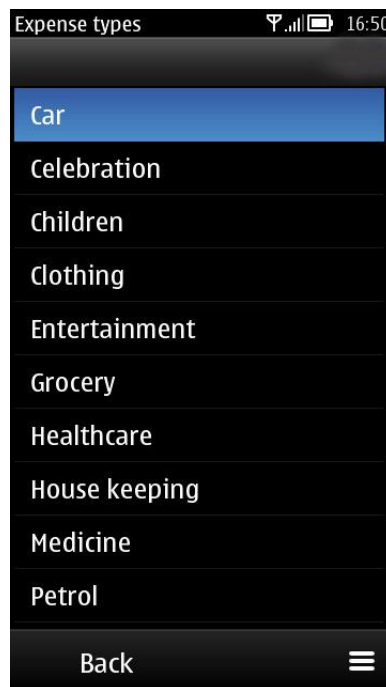 Expense types 16:50
Car
Celebration
Children
Clothing
Entertainment
Grocery
Healthcare
House keeping
Medicine
Petrol
Back